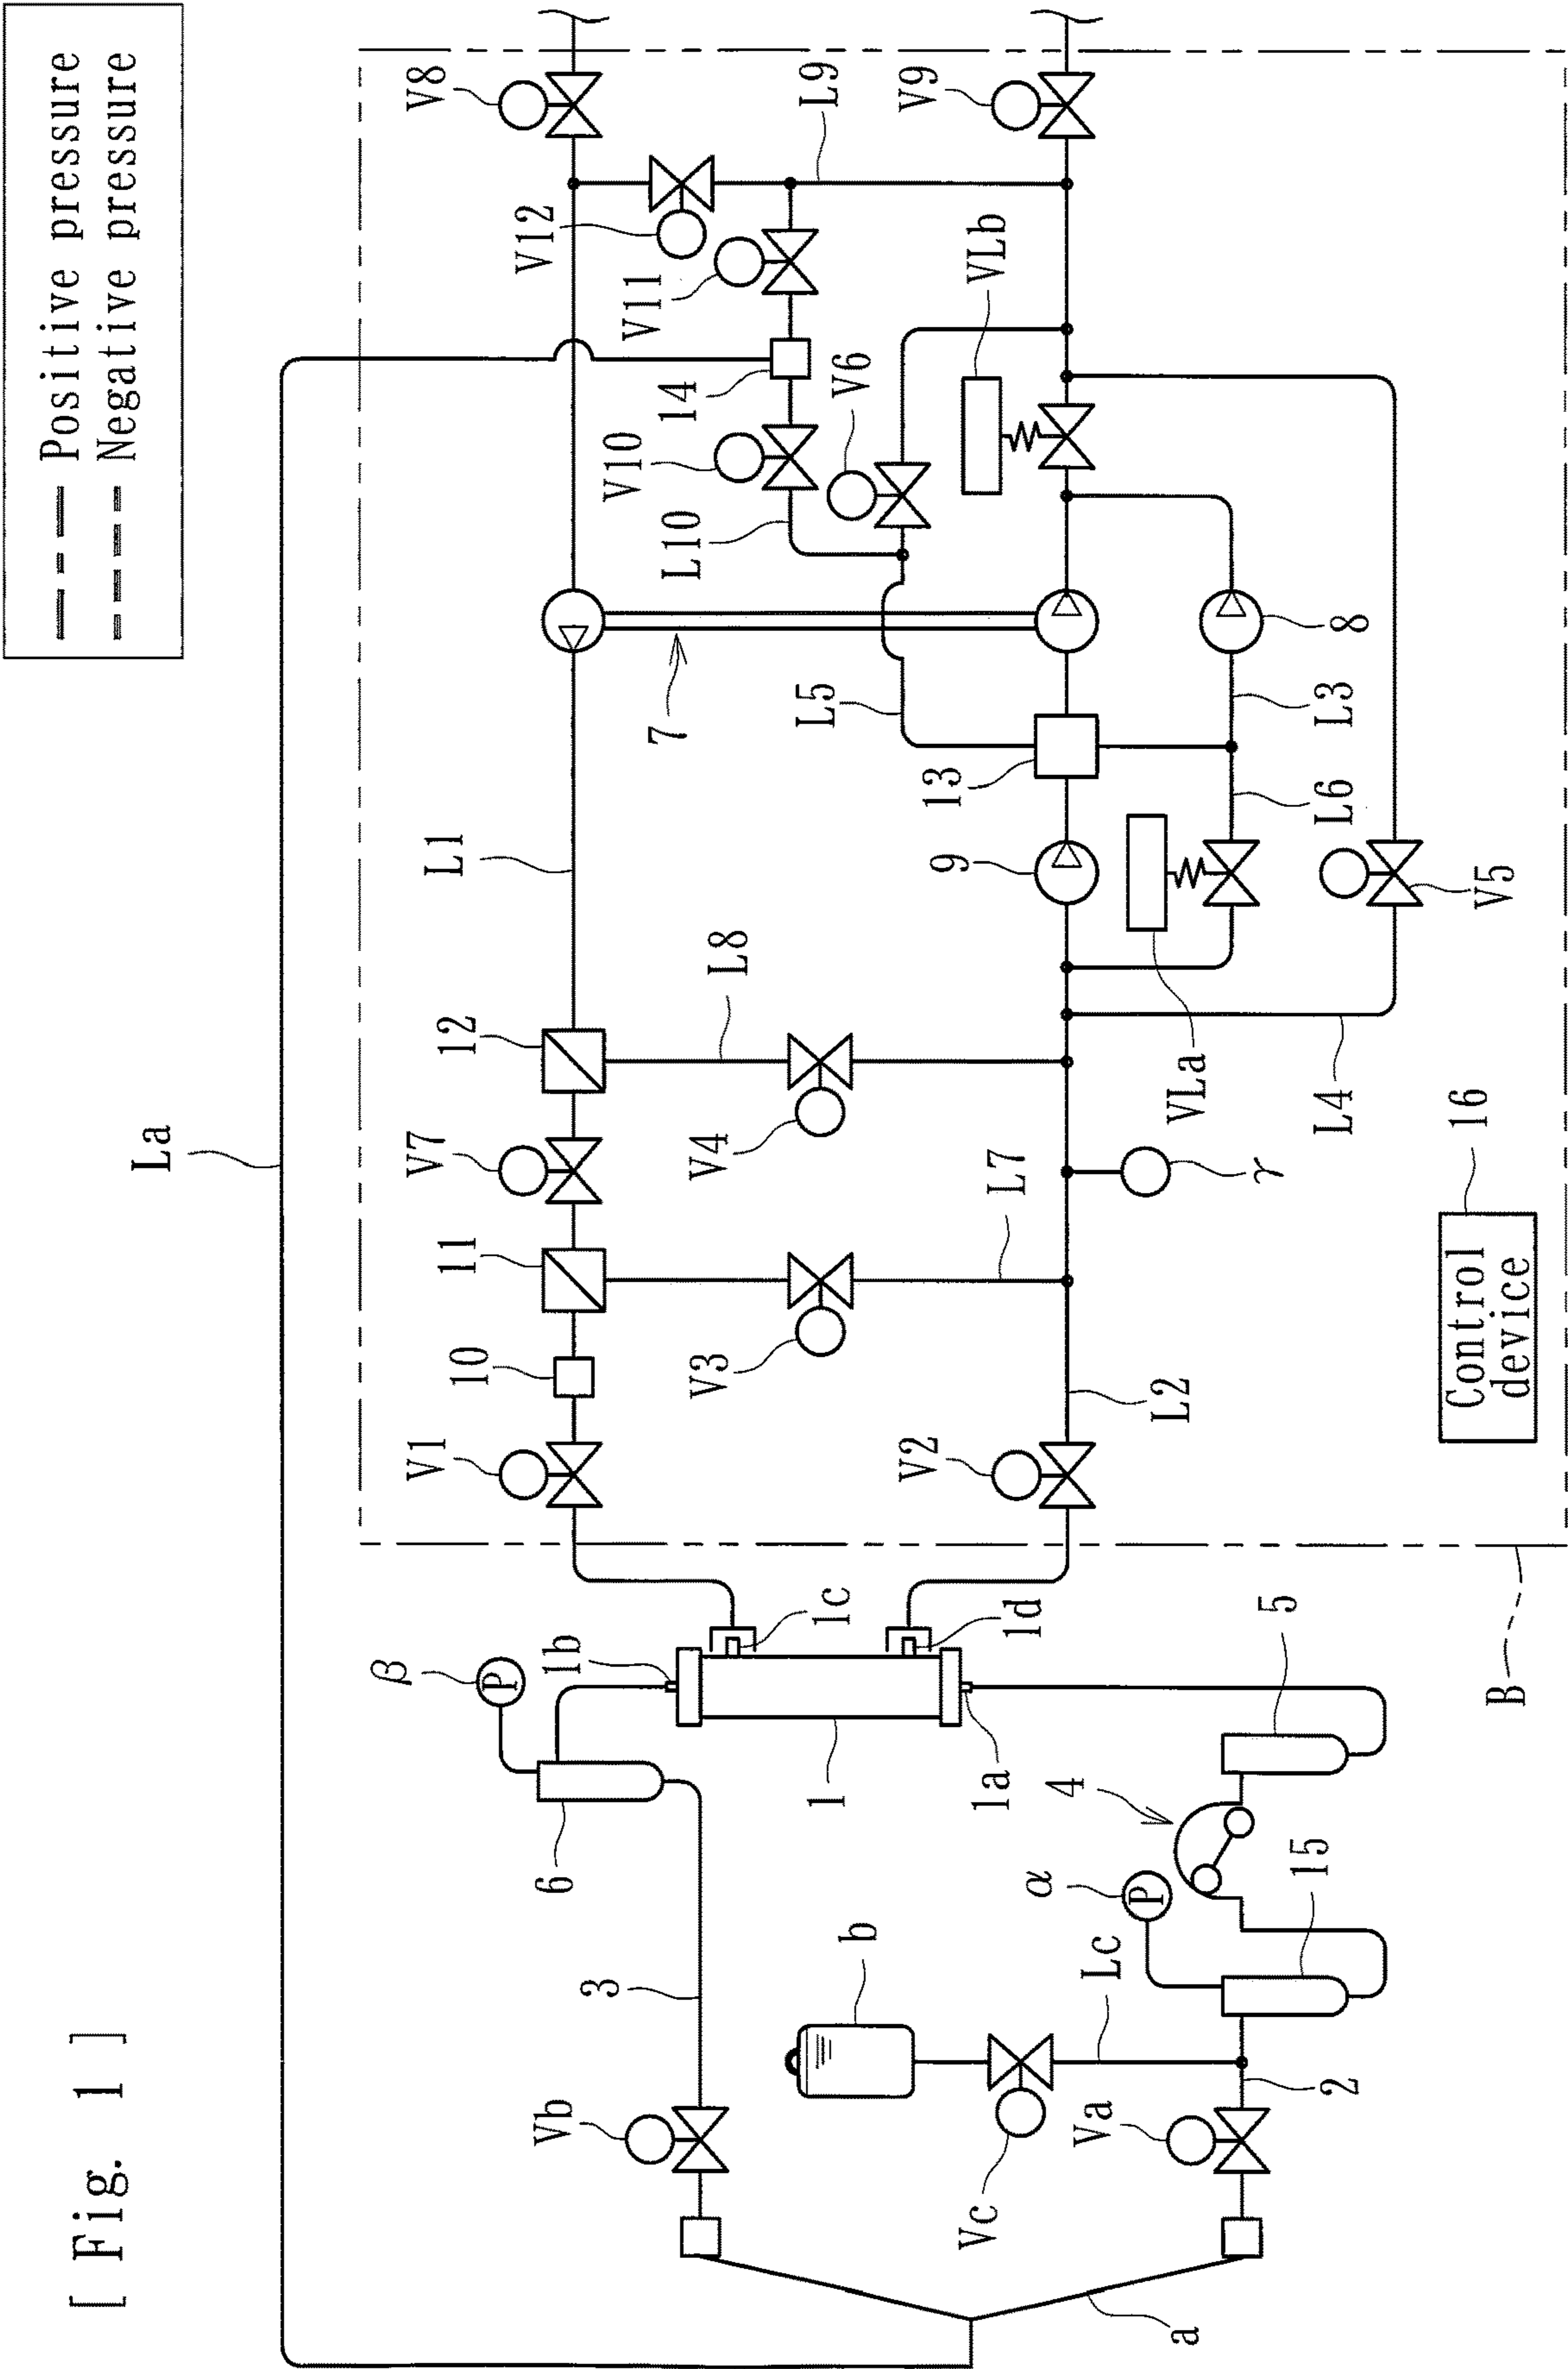 [ Fig. 1 ]
Positive pressure
Negative pressure
La
V1
10
11
V7
12
L1
V8
V12
V11
14
V10
L10
V6
L9
V9
VLb
7
L5
13
9
8
L3
L6
V5
VLa
L4
L8
V4
L7
V3
γ
L2
V2
16
Control
device
B
β
P
1b
1c
1d
1
1a
6
3
Vb
5
4
15
α
P
b
Lc
Vc
2
Va
a